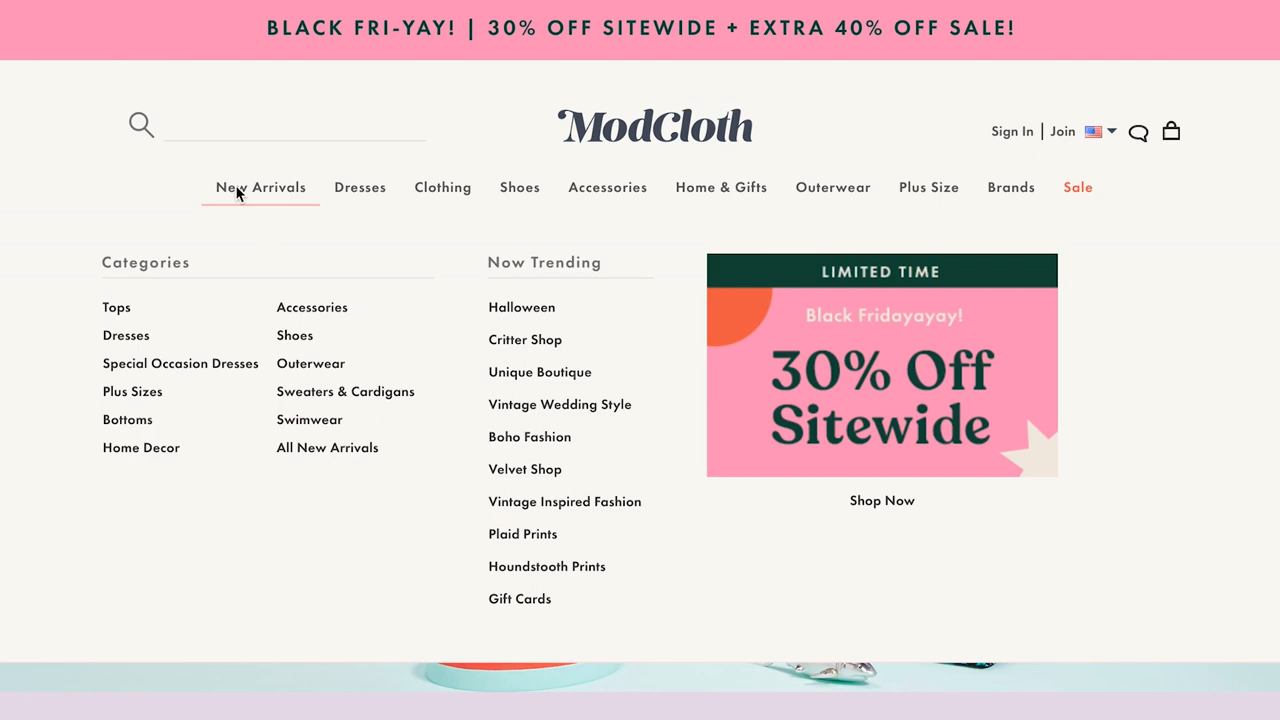 BLACK FRI-YAY! | 30% OFF SITEWIDE + EXTRA 40% OFF SALE!
ModCloth
Sign In | Join
New Arrivals Dresses Clothing Shoes Accessories Home & Gifts Outerwear Plus Size Brands Sale
Categories
Tops
Dresses
Special Occasion Dresses
Plus Sizes
Bottoms
Home Decor
Accessories
Shoes
Outerwear
Sweaters & Cardigans
Swimwear
All New Arrivals
Now Trending
Halloween
Critter Shop
Unique Boutique
Vintage Wedding Style
Boho Fashion
Velvet Shop
Vintage Inspired Fashion
Plaid Prints
Houndstooth Prints
Gift Cards
LIMITED TIME
Black Fridayayay!
30% Off
Sitewide
Shop Now